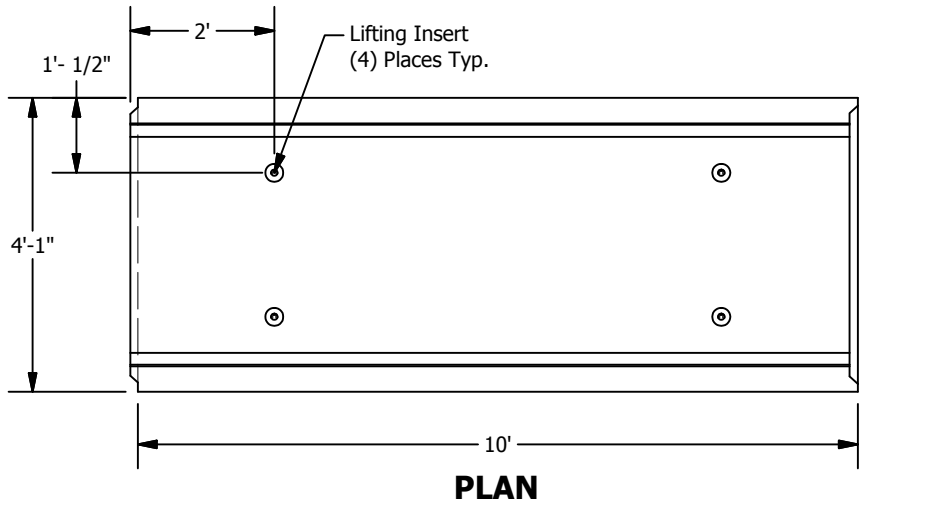 2'
Lifting Insert
(4) Places Typ.
1'- 1/2"
4'-1"
10'
PLAN